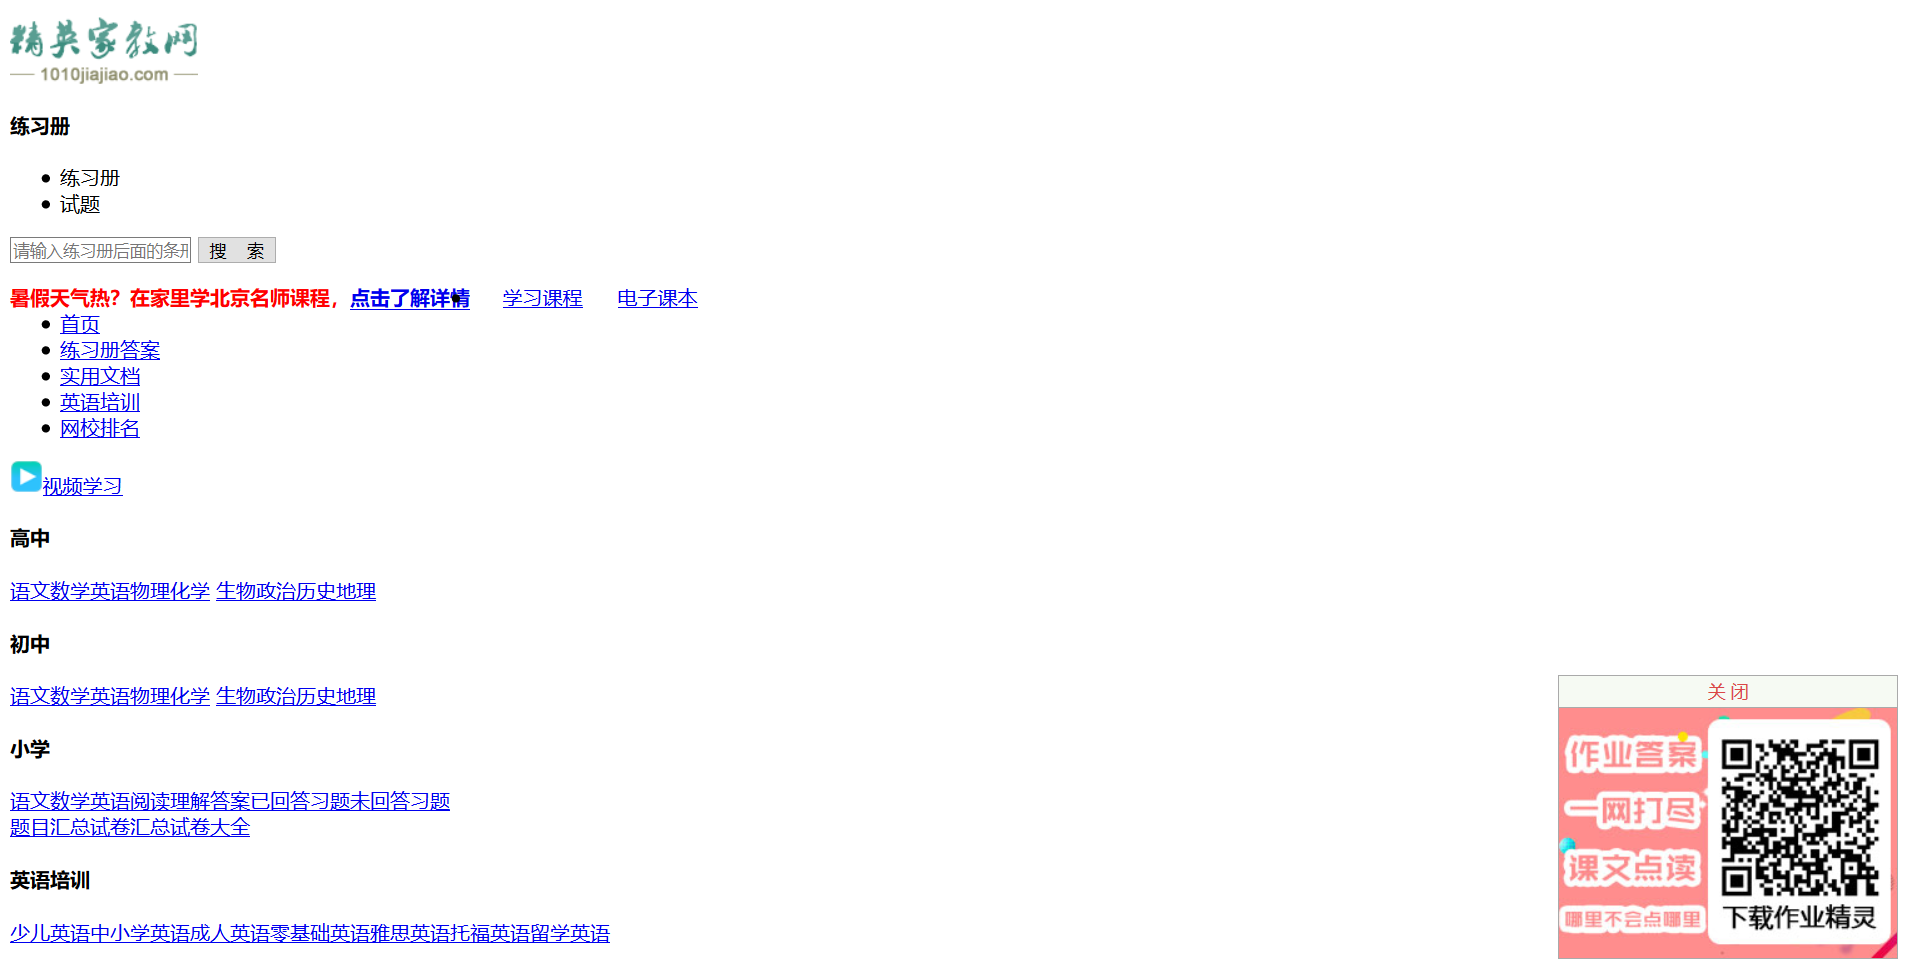 精英家教网
1010jiajiao.com
练习册
练习册
试题
请输入练习册后面的条形 搜 索
暑假天气热？在家里学北京名师课程，点击了解详情 学习课程 电子课本
首页
练习册答案
实用文档
英语培训
网校排名
视频学习
高中
语文数学英语物理化学 生物政治历史地理
初中
语文数学英语物理化学 生物政治历史地理
小学
语文数学英语阅读理解答案已回答习题未回答习题
题目汇总试卷汇总试卷大全
英语培训
少儿英语中小学英语成人英语零基础英语雅思英语托福英语留学英语
关 闭
作业答案
一网打尽
课文点读
哪里不会点哪里
下载作业精灵